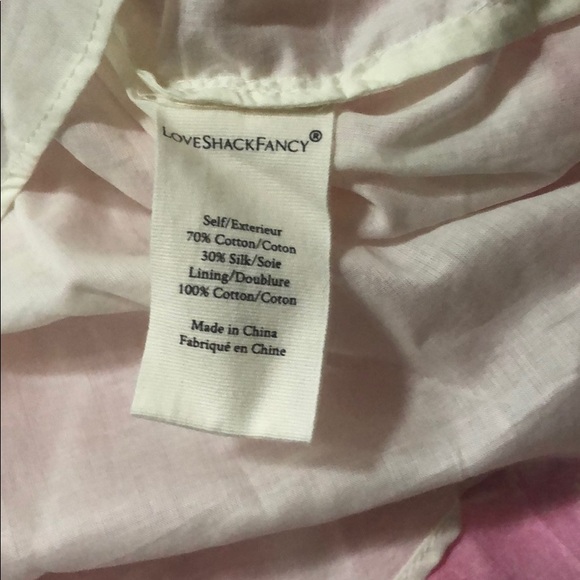 LOVESHACKFANCY®
Self/Exterieur
70% Cotton/Coton
30% Silk/Soie
Lining/Doublure
100% Cotton/Coton
Made in China
Fabriqué en Chine